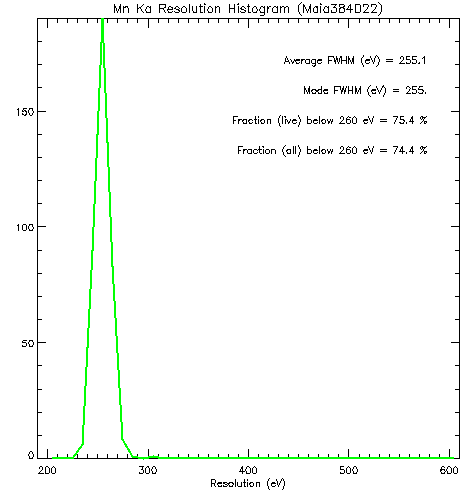 Mn Ka Resolution Histogram (Maia384D22)
Average FWHM (eV) = 255.1
Mode FWHM (eV) = 255.
Fraction (live) below 260 eV = 75.4 %
Fraction (all) below 260 eV = 74.4 %
150
100
50
0
200 300 400 500 600
Resolution (eV)